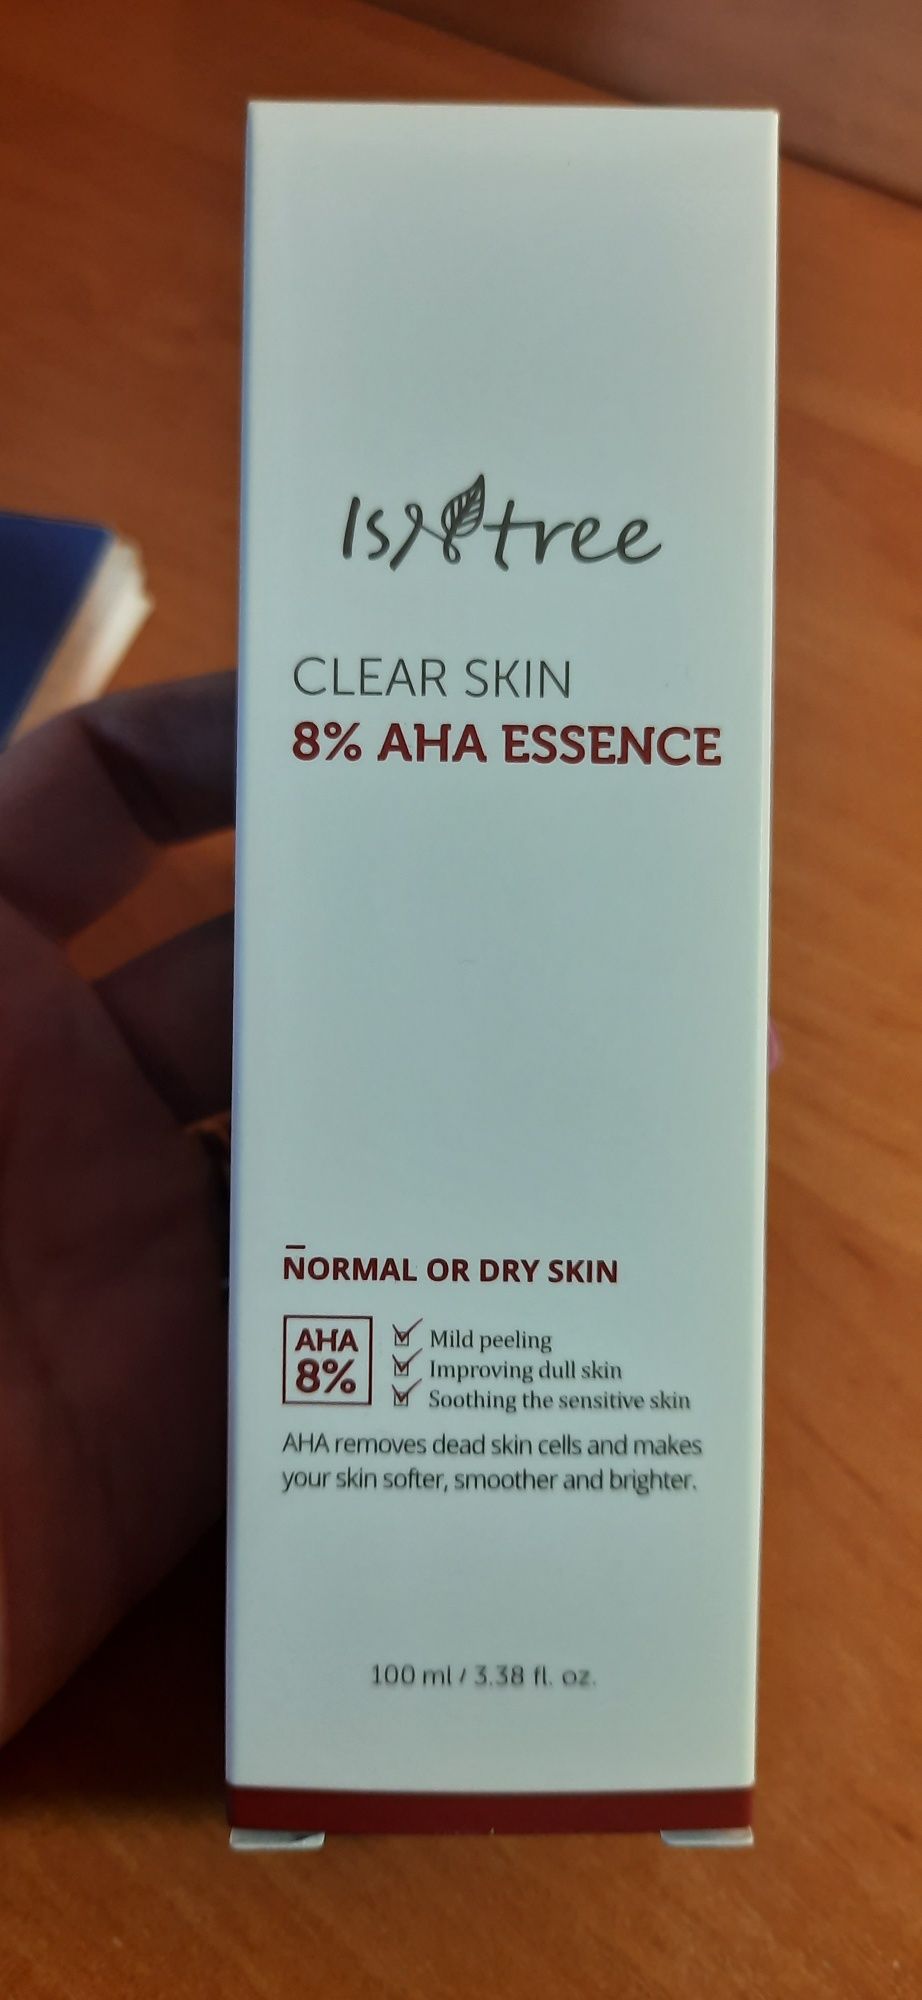 Isntree
CLEAR SKIN
8% AHA ESSENCE
NORMAL OR DRY SKIN
AHA
8%
Mild peeling
Improving dull skin
Soothing the sensitive skin
AHA removes dead skin cells and makes
your skin softer, smoother and brighter.
100 ml / 3.38 fl. oz.